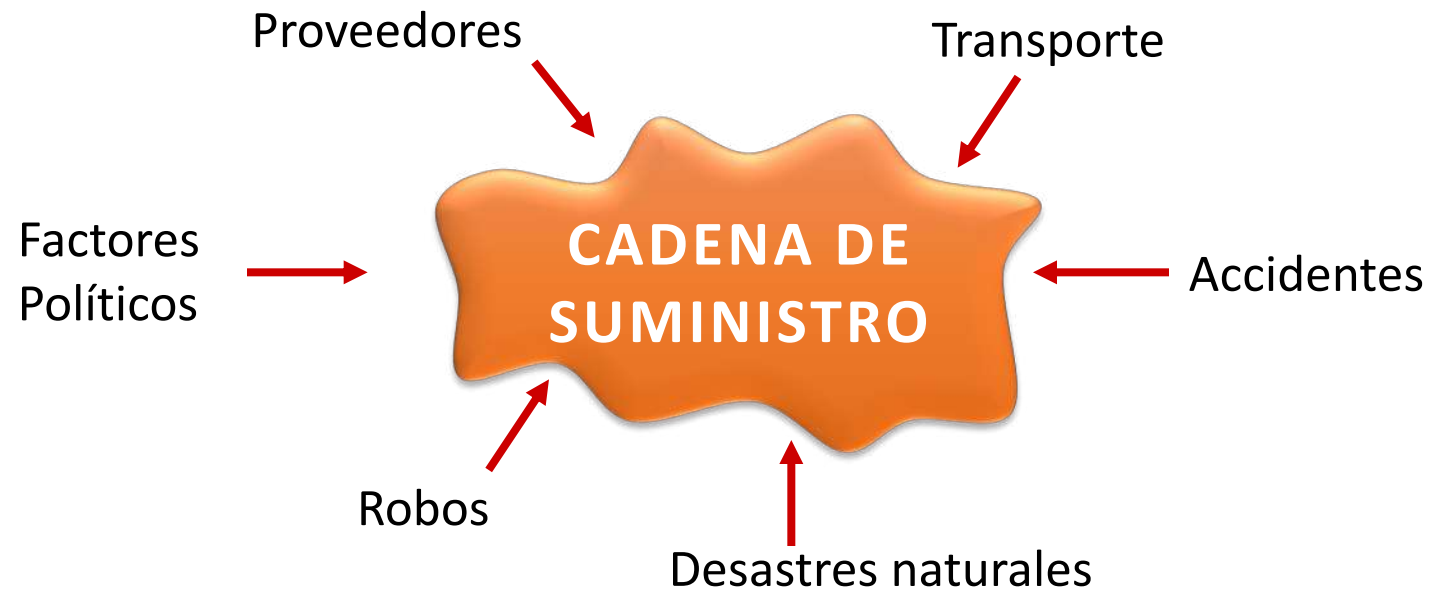 Proveedores
Transporte
Factores
Políticos
CADENA DE
SUMINISTRO
Accidentes
Robos
Desastres naturales